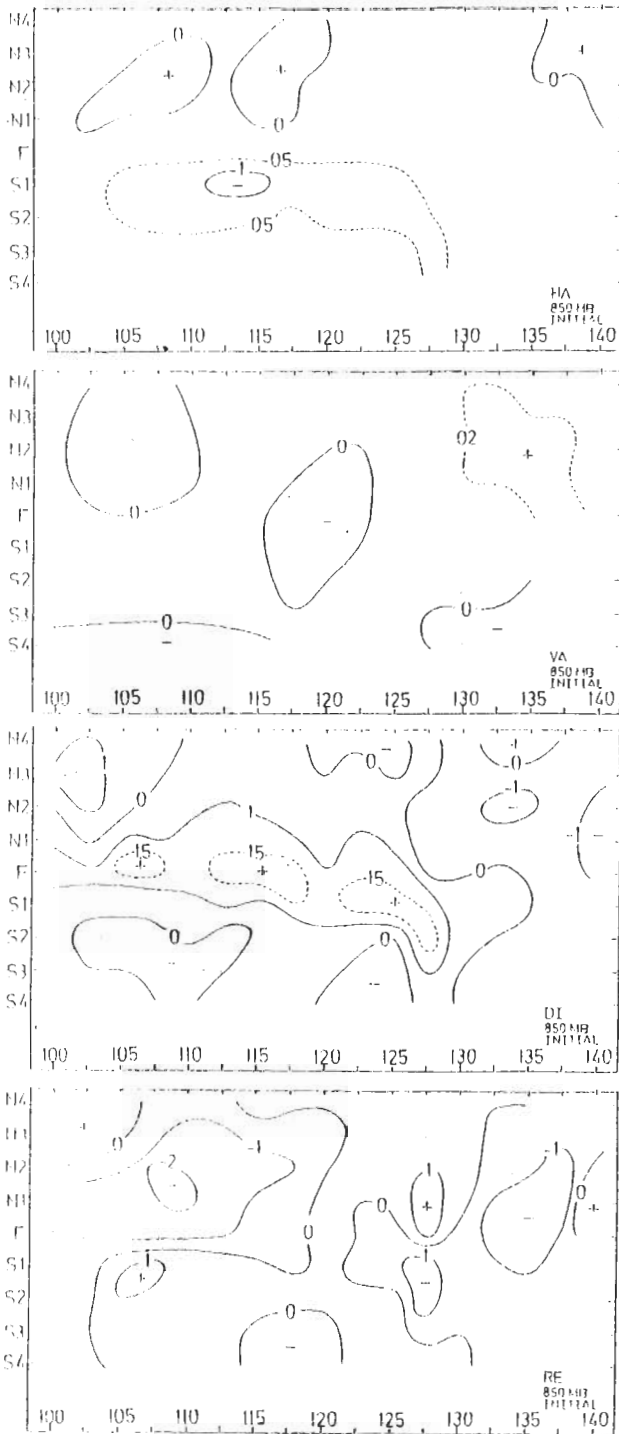 N4 0
N3 + + +
N2 0
N1 0
F
S1 05
1
-
S2 05
S3
S4
HA
850 MB
INITIAL
100 105 110 115 120 125 130 135 140
N4
N3
N2 0 02 +
N1
F 0
S1 -
S2
S3 0 0
S4 - -
VA
850 MB
INITIAL
100 105 110 115 120 125 130 135 140
N4 - 1
N3 0 0
N2 0 1 1 -
N1 1
F 15 + 15 + 0
S1 15 +
S2 0 0
S3 -
S4 -
DI
850 MB
INITIAL
100 105 110 115 120 125 130 135 140
N4
N3 + 0 -1
N2 -2 1 -1
N1 - 0 + 0 +
F 0 -
S1 1 1
S2 + -
S3 0
S4 -
RE
850 MB
INITIAL
100 105 110 115 120 125 130 135 140